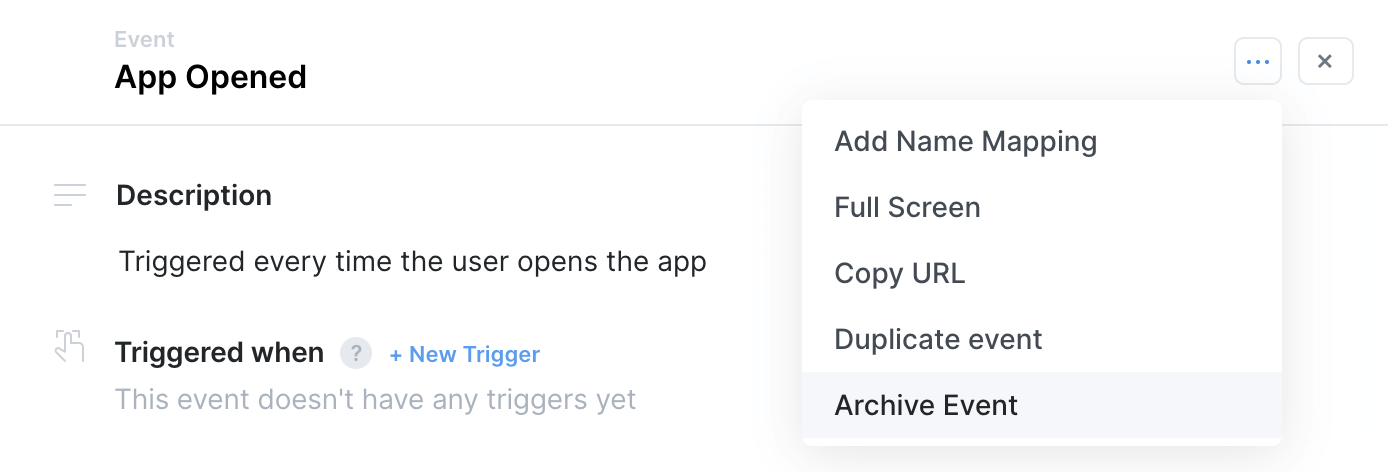 Event
App Opened
Add Name Mapping
Full Screen
Copy URL
Duplicate event
Archive Event
Description
Triggered every time the user opens the app
Triggered when ? + New Trigger
This event doesn't have any triggers yet